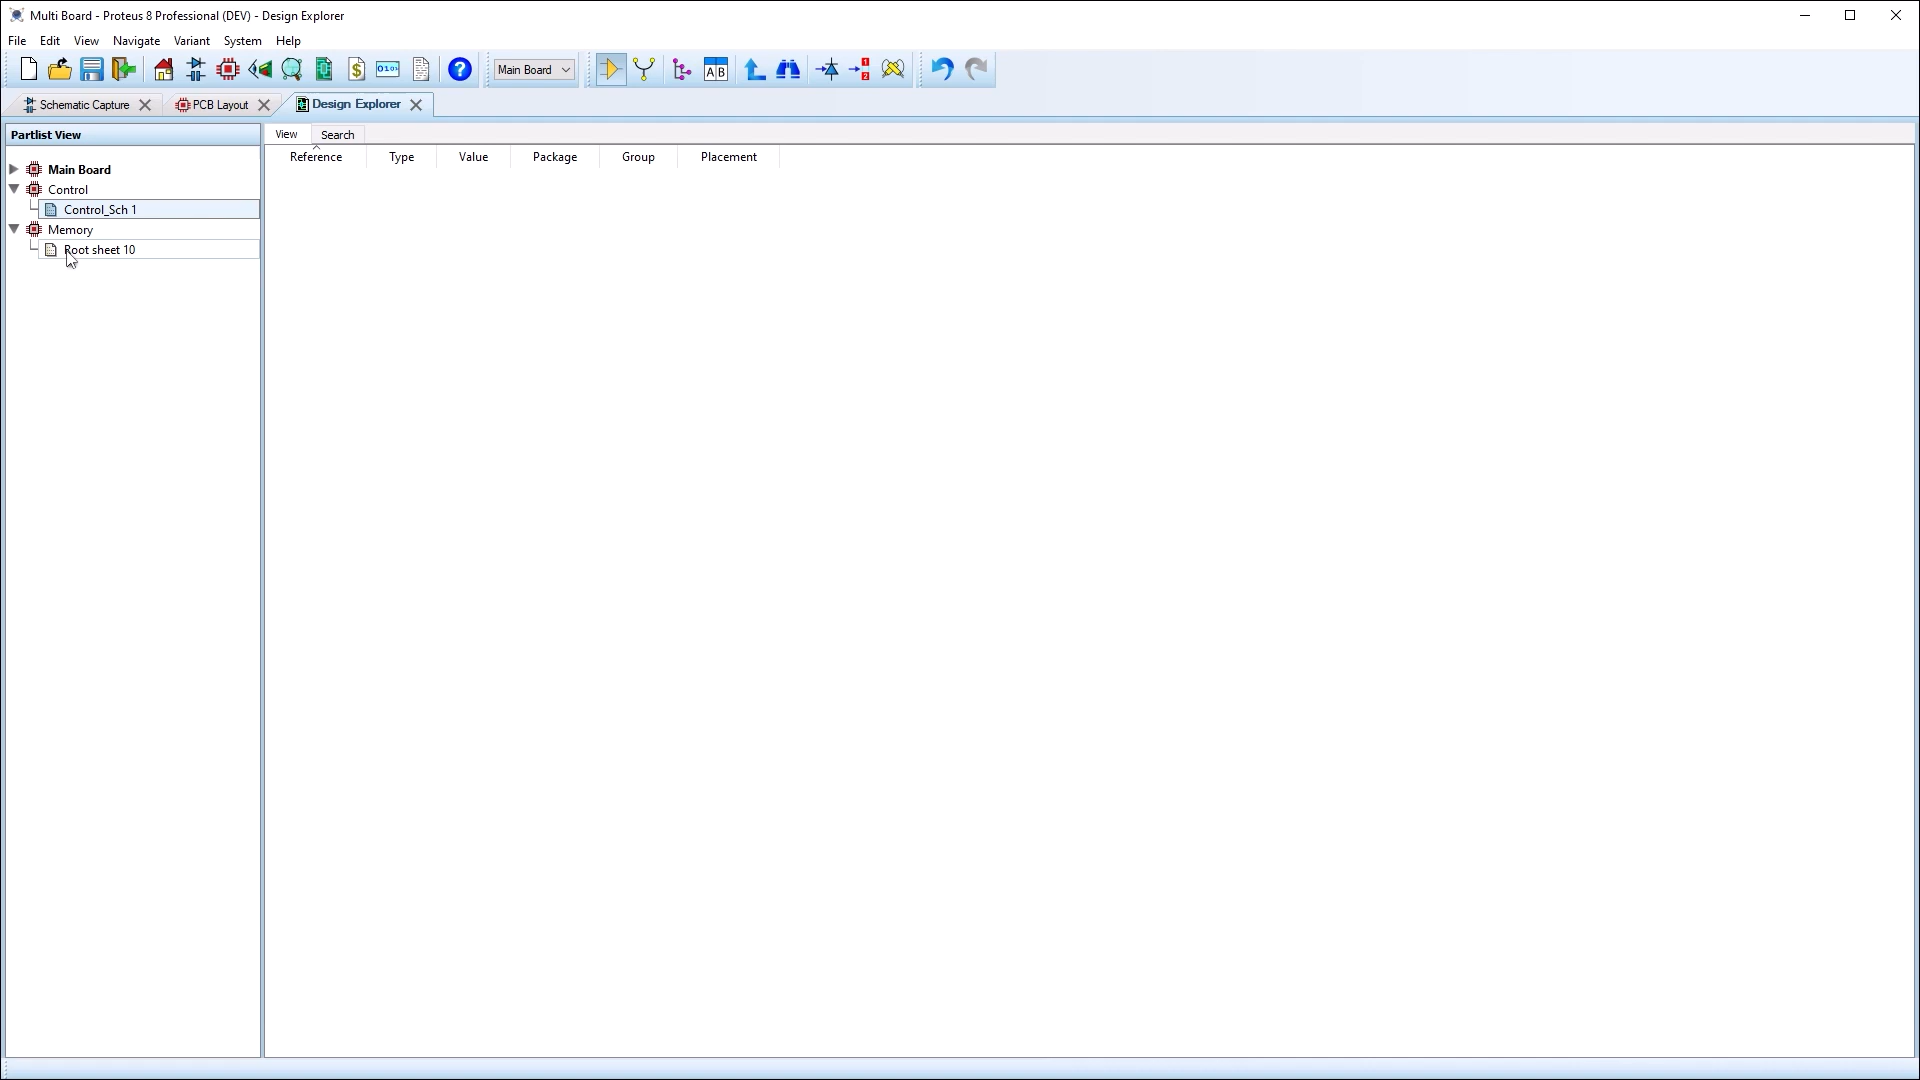 Multi Board - Proteus 8 Professional (DEV) - Design Explorer
File Edit View Navigate Variant System Help
Main Board
Schematic Capture PCB Layout Design Explorer
Partlist View
View Search
Reference Type Value Package Group Placement
Main Board
Control
Control_Sch 1
Memory
Root sheet 10